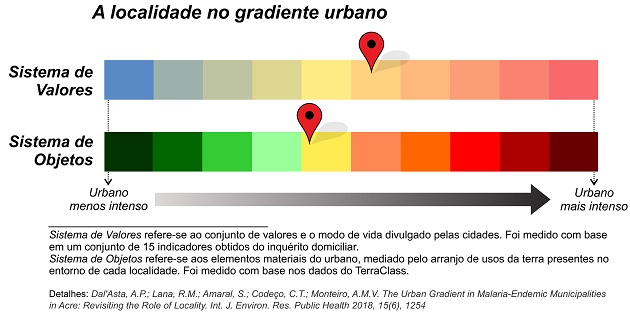 A localidade no gradiente urbano
Sistema de
Valores
Sistema de
Objetos
Urbano
menos intenso
Urbano
mais intenso
Sistema de Valores refere-se ao conjunto de valores e o modo de vida divulgado pelas cidades. Foi medido com base
em um conjunto de 15 indicadores obtidos do inquérito domiciliar.
Sistema de Objetos refere-se aos elementos materiais do urbano, mediado pelo arranjo de usos da terra presentes no
entorno de cada localidade. Foi medido com base nos dados do TerraClass.
Detalhes: Dal'Asta, A.P.; Lana, R.M.; Amaral, S.; Codeço, C.T.; Monteiro, A.M.V. The Urban Gradient in Malaria-Endemic Municipalities
in Acre: Revisiting the Role of Locality. Int. J. Environ. Res. Public Health 2018, 15(6), 1254